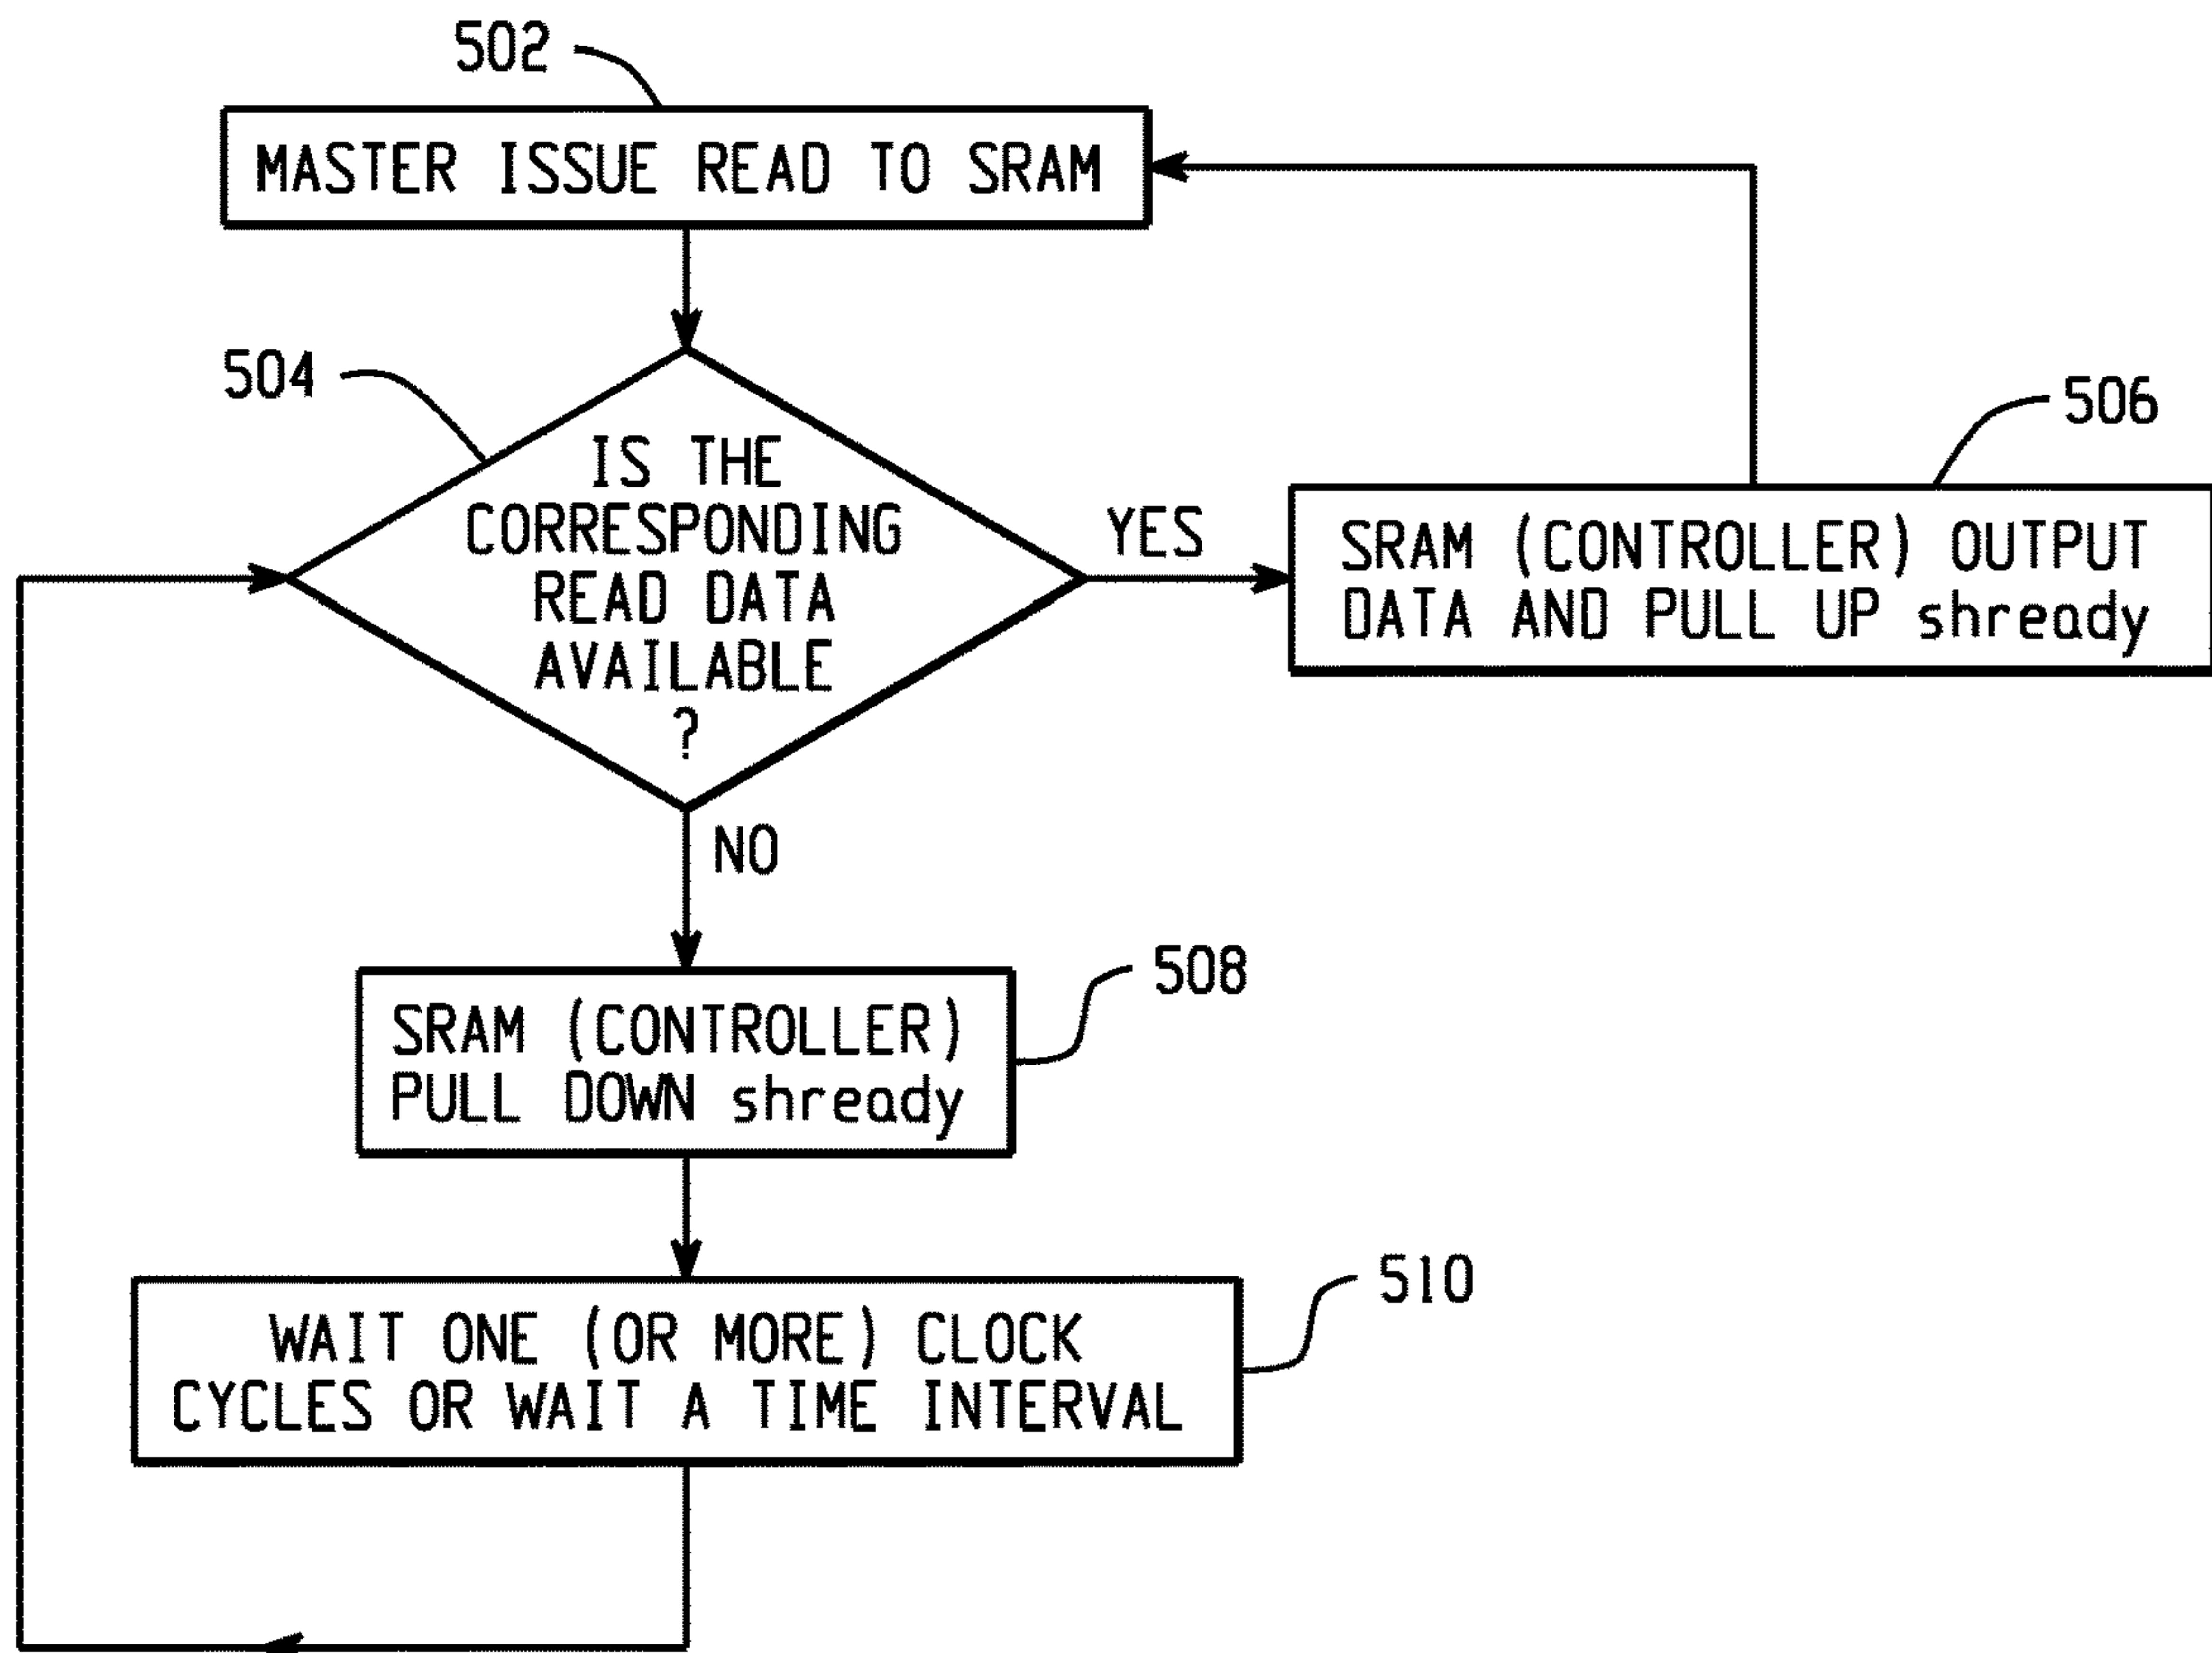 502
MASTER ISSUE READ TO SRAM
504
IS THE
CORRESPONDING
READ DATA
AVAILABLE
?
YES
506
SRAM (CONTROLLER) OUTPUT
DATA AND PULL UP shready
NO
508
SRAM (CONTROLLER)
PULL DOWN shready
510
WAIT ONE (OR MORE) CLOCK
CYCLES OR WAIT A TIME INTERVAL